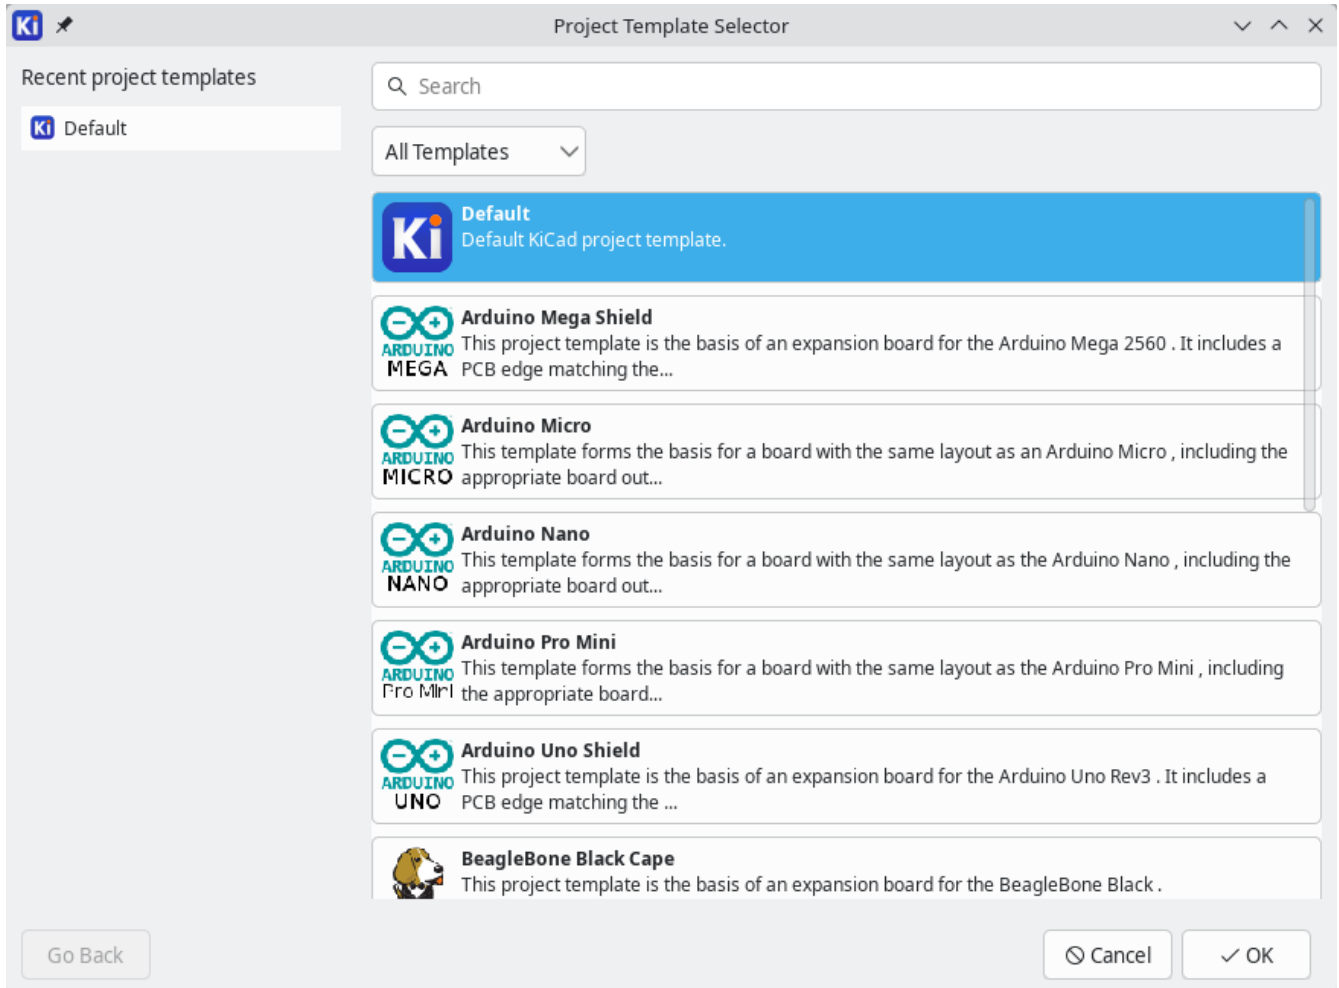 Ki
Project Template Selector
Recent project templates
Ki Default
Search
All Templates
Ki
Default
Default KiCad project template.
ARDUINO
MEGA
Arduino Mega Shield
This project template is the basis of an expansion board for the Arduino Mega 2560 . It includes a
PCB edge matching the...
ARDUINO
MICRO
Arduino Micro
This template forms the basis for a board with the same layout as an Arduino Micro , including the
appropriate board out...
ARDUINO
NANO
Arduino Nano
This template forms the basis for a board with the same layout as the Arduino Nano , including the
appropriate board out...
ARDUINO
Pro Mini
Arduino Pro Mini
This template forms the basis for a board with the same layout as the Arduino Pro Mini , including
the appropriate board...
ARDUINO
UNO
Arduino Uno Shield
This project template is the basis of an expansion board for the Arduino Uno Rev3 . It includes a
PCB edge matching the ...
BeagleBone Black Cape
This project template is the basis of an expansion board for the BeagleBone Black .
Go Back
Cancel
OK